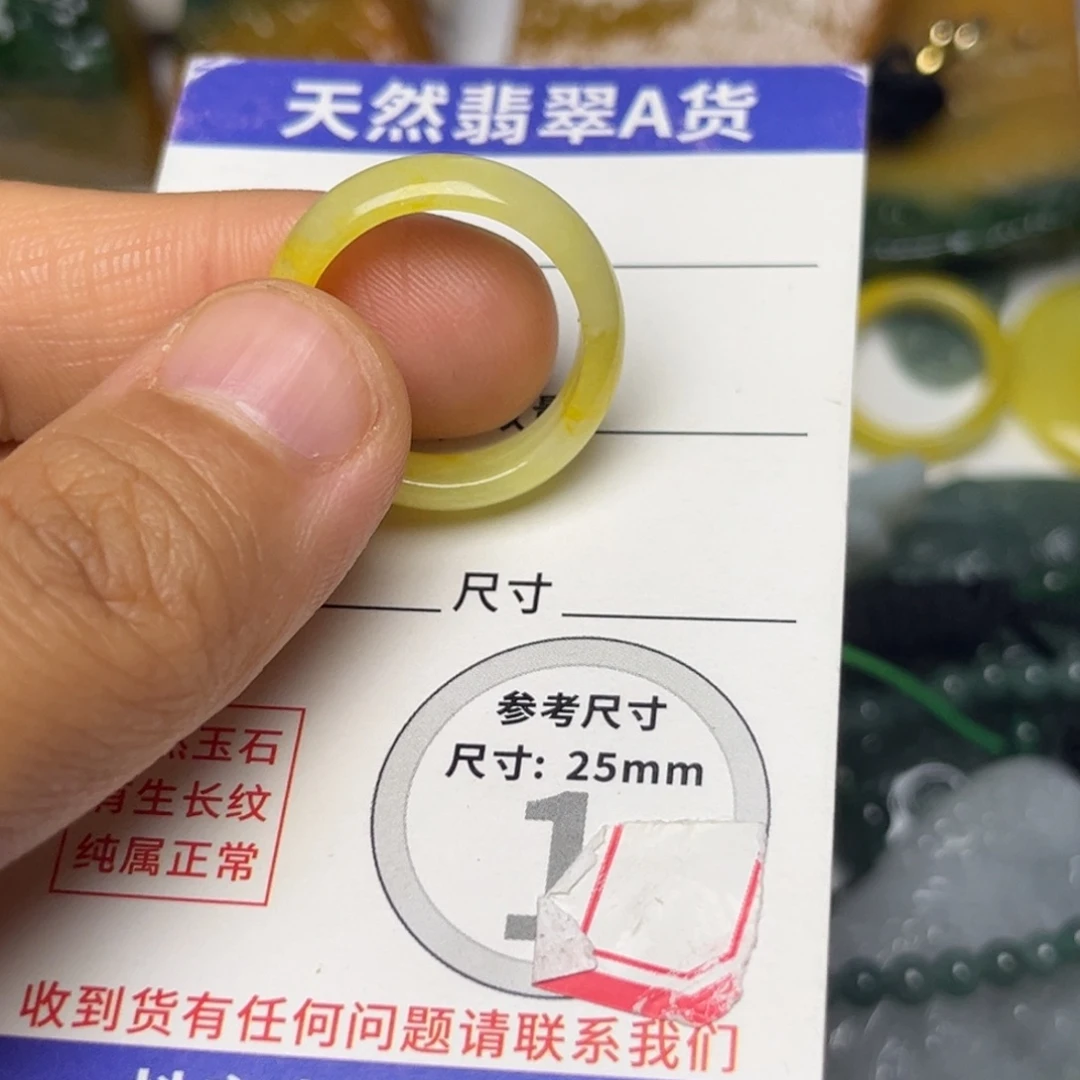 天然翡翠A货
尺寸
参考尺寸
尺寸: 25mm
1
玉石
生长纹
纯属正常
收到货有任何问题请联系我们